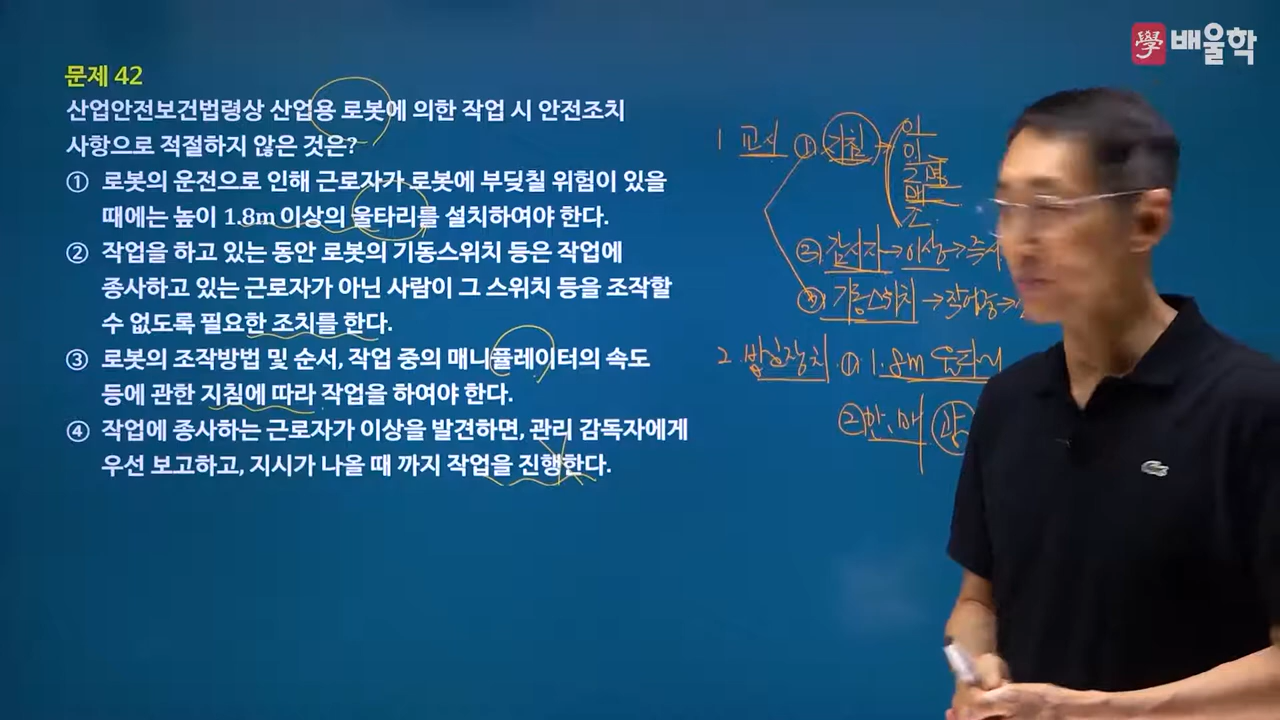 學 배울학
문제 42
산업안전보건법령상 산업용 로봇에 의한 작업 시 안전조치
사항으로 적절하지 않은 것은?
① 로봇의 운전으로 인해 근로자가 로봇에 부딪칠 위험이 있을
때에는 높이 1.8m 이상의 울타리를 설치하여야 한다.
② 작업을 하고 있는 동안 로봇의 기동스위치 등은 작업에
종사하고 있는 근로자가 아닌 사람이 그 스위치 등을 조작할
수 없도록 필요한 조치를 한다.
③ 로봇의 조작방법 및 순서, 작업 중의 매니퓰레이터의 속도
등에 관한 지침에 따라 작업을 하여야 한다.
④ 작업에 종사하는 근로자가 이상을 발견하면, 관리 감독자에게
우선 보고하고, 지시가 나올 때 까지 작업을 진행한다.
1 교시 ① 지침 →
② 감시자 → 이상 →
③ 기동스위치 → 작업중 →
2. 방호장치 ① 1.8m 울타리
② 안.매 광